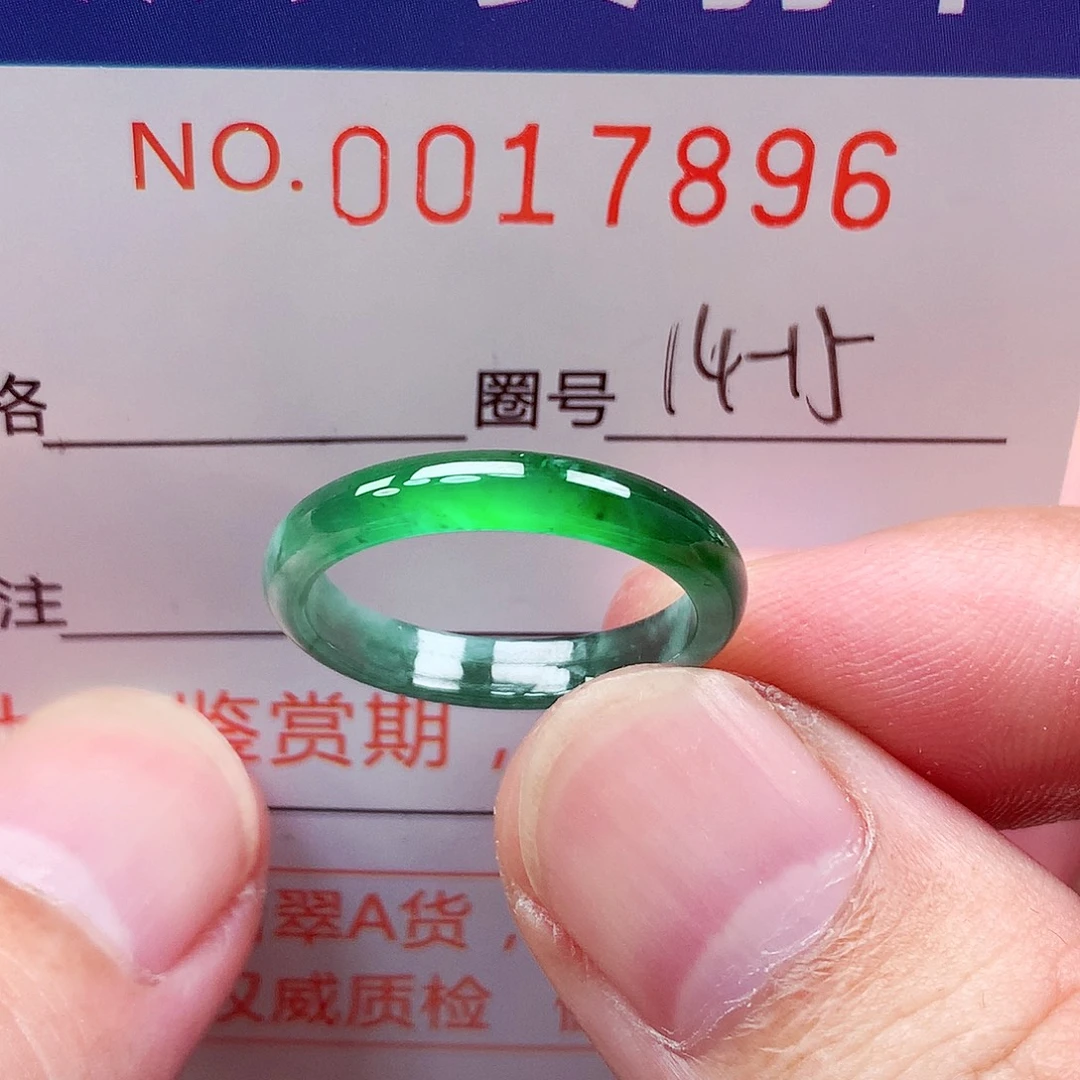 NO.0017896
格
圈号 14-15
注
鉴赏期，
翠A货，
权威质检